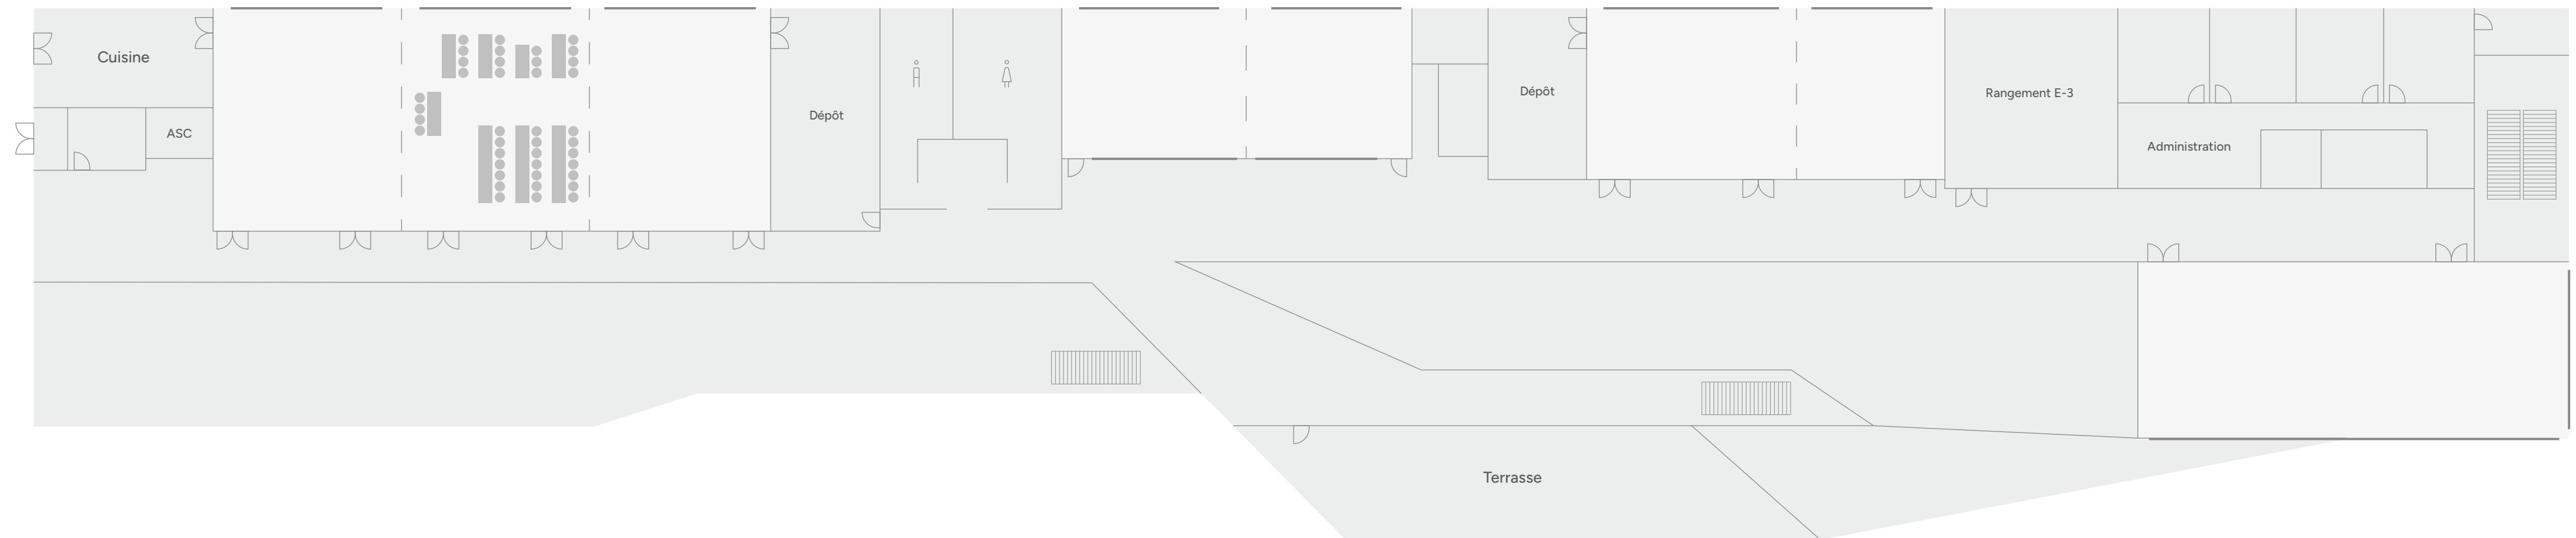 Cuisine
ASC
Dépôt
Dépôt
Rangement E-3
Administration
Terrasse